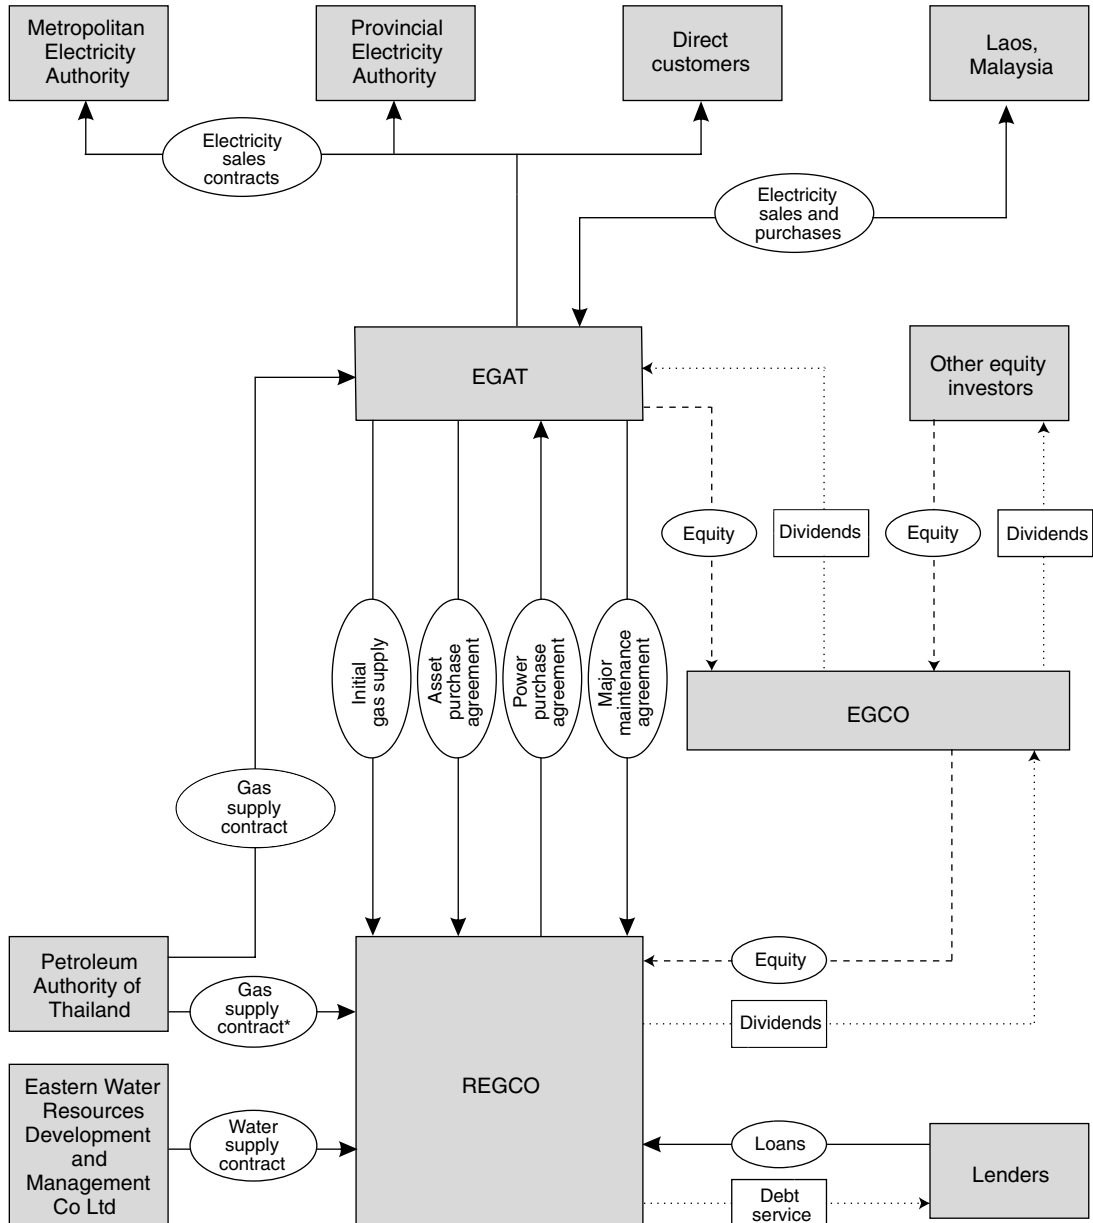 Metropolitan
Electricity
Authority
Provincial
Electricity
Authority
Direct
customers
Laos,
Malaysia
Electricity
sales
contracts
Electricity
sales and
purchases
EGAT
Other equity
investors
Equity
Dividends
Equity
Dividends
Initial
gas supply
Asset
purchase
agreement
Power
purchase
agreement
Major
maintenance
agreement
EGCO
Gas
supply
contract
Petroleum
Authority of
Thailand
Gas
supply
contract*
Equity
Dividends
REGCO
Eastern Water
Resources
Development
and
Management
Co Ltd
Water
supply
contract
Loans
Lenders
Debt
service